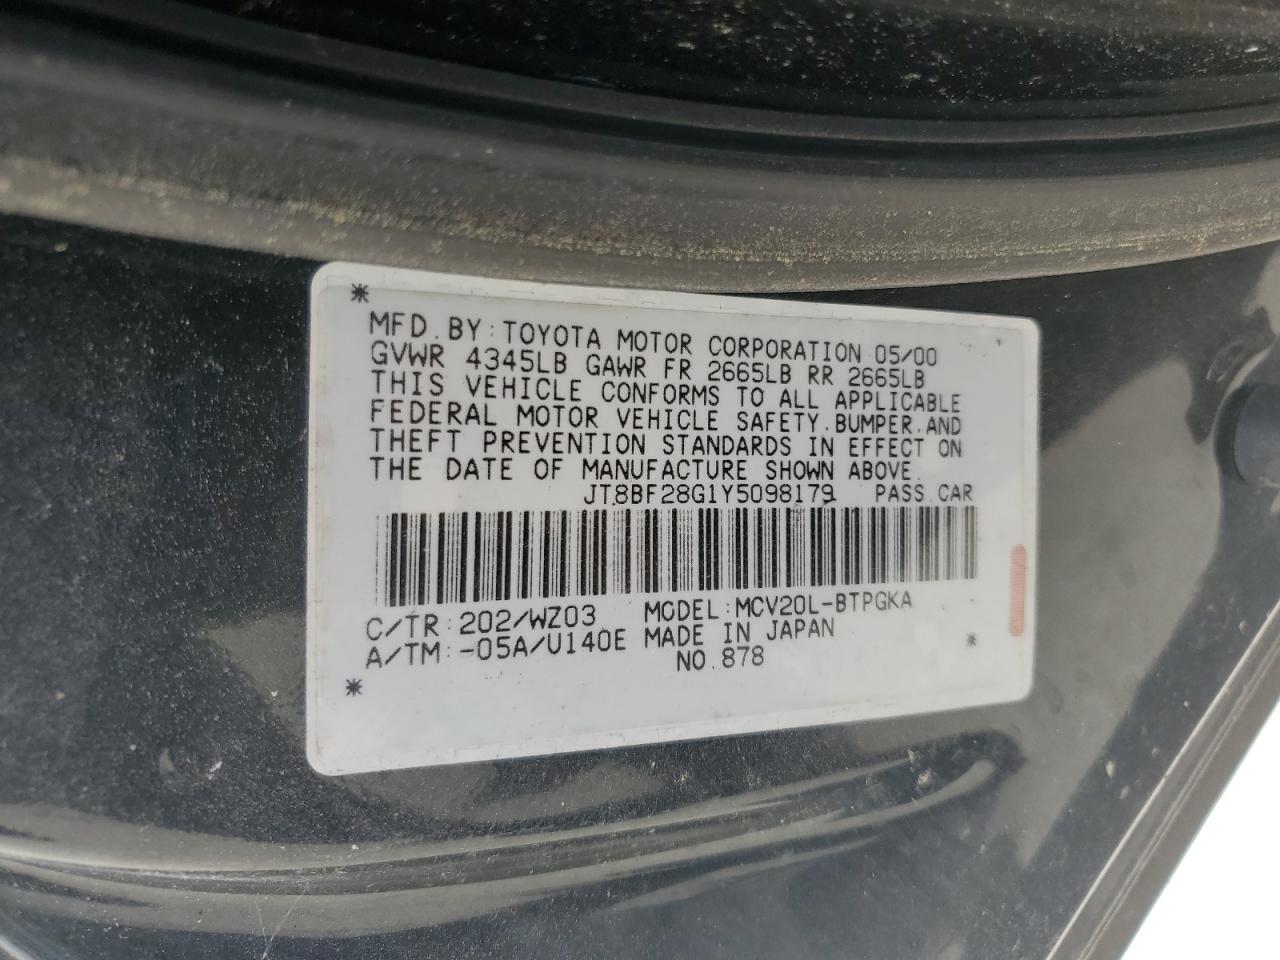 MFD. BY: TOYOTA MOTOR CORPORATION 05/00
GVWR 4345LB GAWR FR 2665LB RR 2665LB
THIS VEHICLE CONFORMS TO ALL APPLICABLE
FEDERAL MOTOR VEHICLE SAFETY. BUMPER. AND
THEFT PREVENTION STANDARDS IN EFFECT ON
THE DATE OF MANUFACTURE SHOWN ABOVE.
JT8BF28G1Y5098179 PASS. CAR
C/TR: 202/WZ03 MODEL: MCV20L-BTPGKA
A/TM: -05A/U140E MADE IN JAPAN
NO. 878